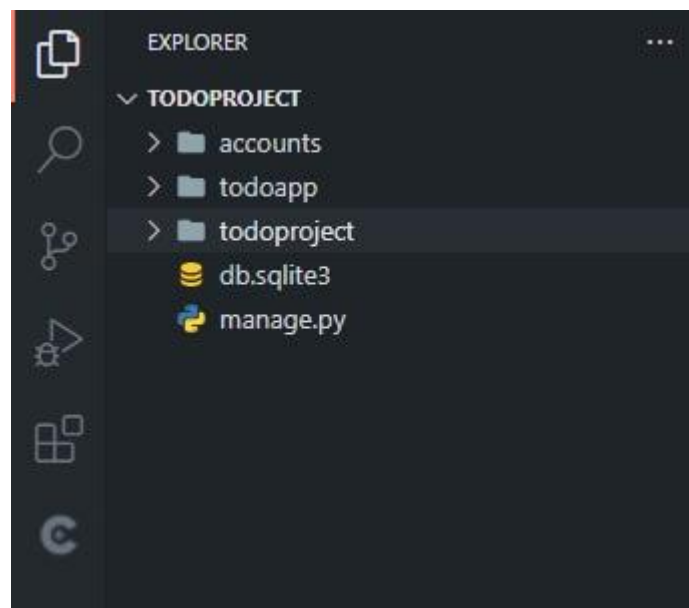 EXPLORER
TODOPROJECT
accounts
todoapp
todoproject
db.sqlite3
manage.py